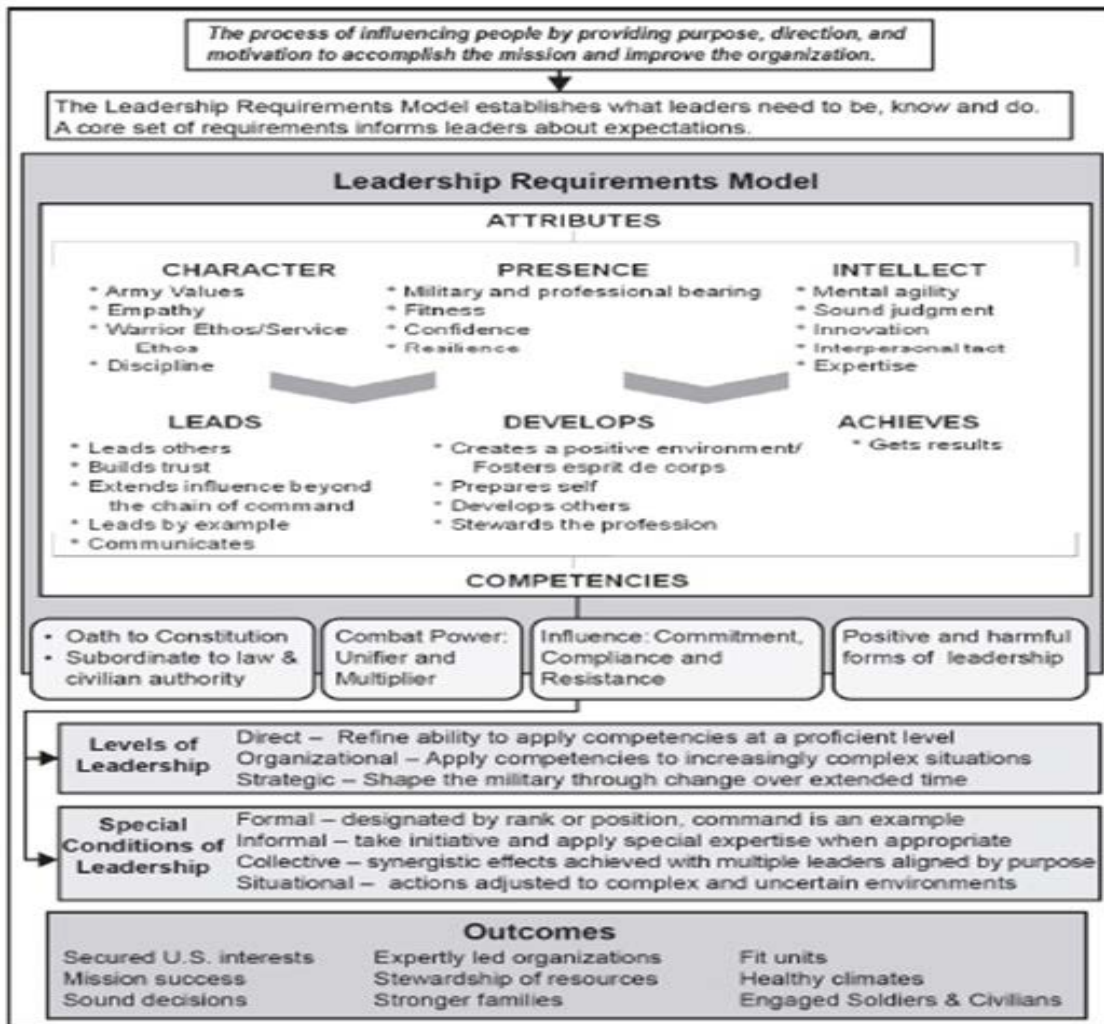 The process of influencing people by providing purpose, direction, and
motivation to accomplish the mission and improve the organization.
The Leadership Requirements Model establishes what leaders need to be, know and do.
A core set of requirements informs leaders about expectations.
Leadership Requirements Model
ATTRIBUTES
CHARACTER
* Army Values
* Empathy
* Warrior Ethos/Service
Ethos
* Discipline
PRESENCE
* Military and professional bearing
* Fitness
* Confidence
* Resilience
INTELLECT
* Mental agility
* Sound judgment
* Innovation
* Interpersonal tact
* Expertise
LEADS
* Leads others
* Builds trust
* Extends influence beyond
the chain of command
* Leads by example
* Communicates
DEVELOPS
* Creates a positive environment/
Fosters esprit de corps
* Prepares self
* Develops others
* Stewards the profession
ACHIEVES
* Gets results
COMPETENCIES
• Oath to Constitution
• Subordinate to law &
civilian authority
Combat Power:
Unifier and
Multiplier
Influence: Commitment,
Compliance and
Resistance
Positive and harmful
forms of leadership
Levels of
Leadership
Direct – Refine ability to apply competencies at a proficient level
Organizational – Apply competencies to increasingly complex situations
Strategic – Shape the military through change over extended time
Special
Conditions of
Leadership
Formal – designated by rank or position, command is an example
Informal – take initiative and apply special expertise when appropriate
Collective – synergistic effects achieved with multiple leaders aligned by purpose
Situational – actions adjusted to complex and uncertain environments
Outcomes
Secured U.S. interests
Mission success
Sound decisions
Expertly led organizations
Stewardship of resources
Stronger families
Fit units
Healthy climates
Engaged Soldiers & Civilians